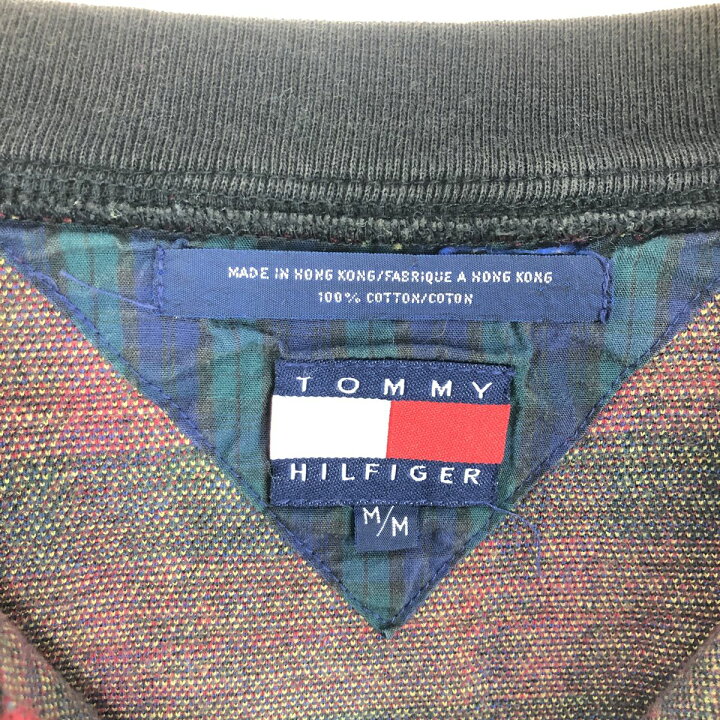 MADE IN HONG KONG/FABRIQUE A HONG KONG
100% COTTON/COTON
TOMMY
HILFIGER
M/M